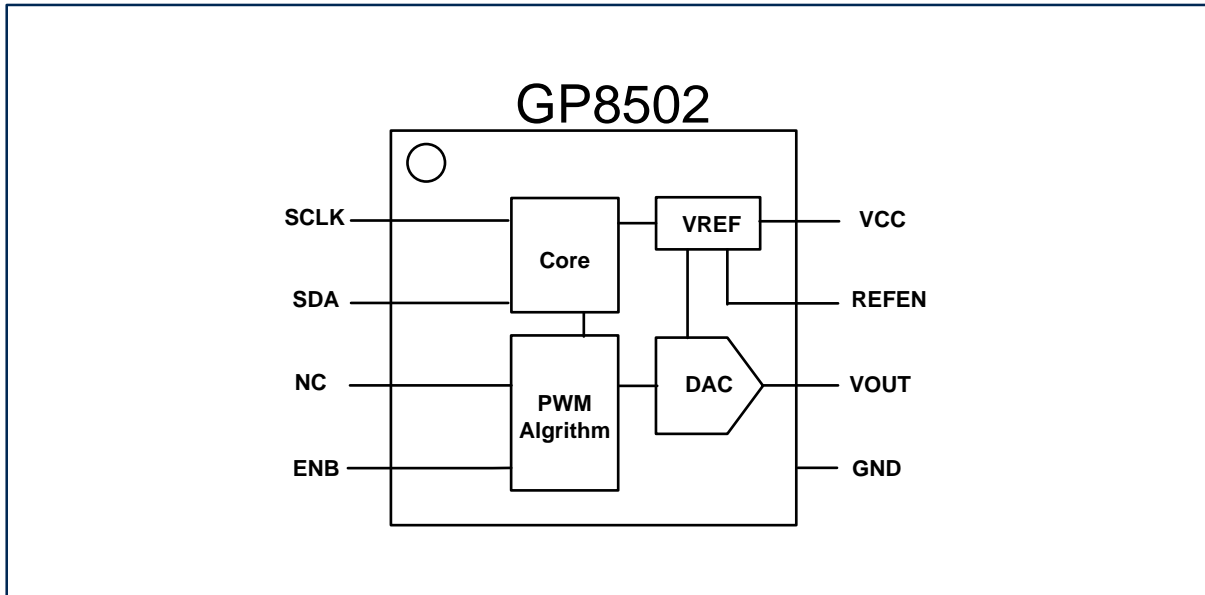 GP8502
SCLK
SDA
NC
ENB
Core
PWM
Algrithm
VREF
DAC
VCC
REFEN
VOUT
GND